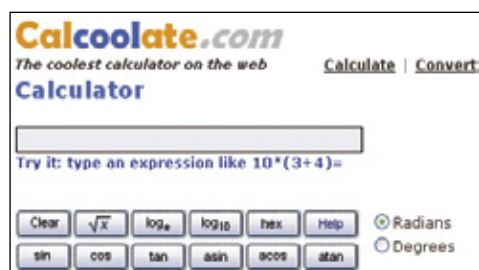 Calcoolate.com
The coolest calculator on the web Calculate | Convert
Calculator
Try it: type an expression like 10*(3+4)=
Clear √x logₑ log₁₀ hex Help Radians
sin cos tan asin acos atan Degrees